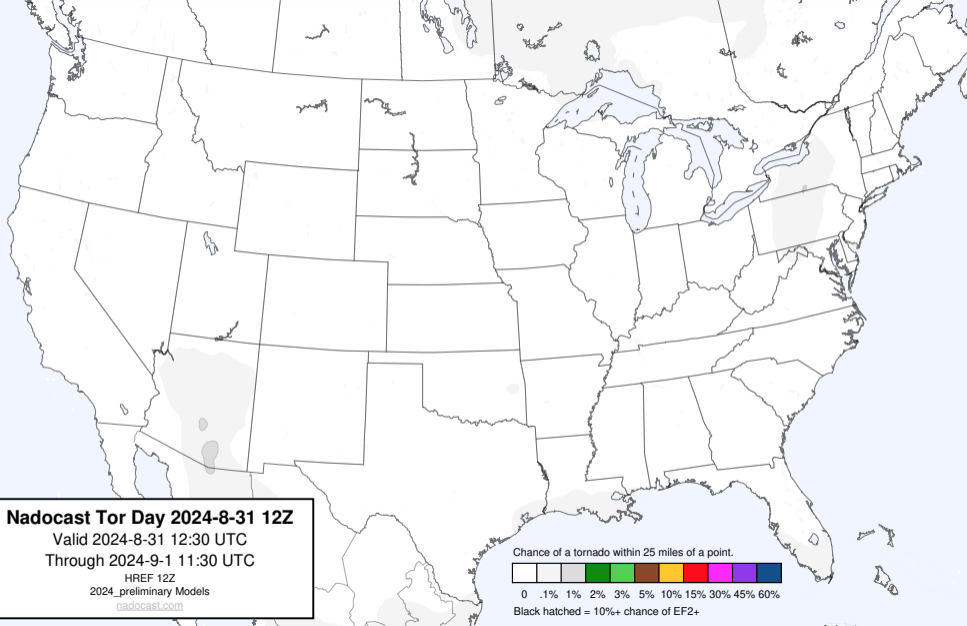 Nadocast Tor Day 2024-8-31 12Z
Valid 2024-8-31 12:30 UTC
Through 2024-9-1 11:30 UTC
HREF 12Z
2024_preliminary Models
nadocast.com
Chance of a tornado within 25 miles of a point.
0 .1% 1% 2% 3% 5% 10% 15% 30% 45% 60%
Black hatched = 10%+ chance of EF2+